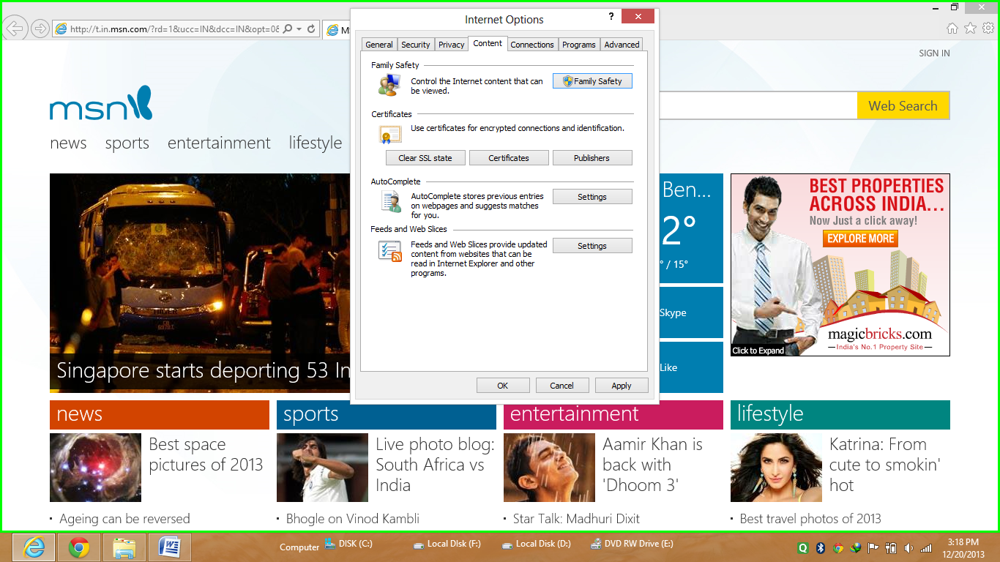 Internet Options
?
http://t.in.msn.com/?rd=1&ucc=IN&dcc=IN&opt=0&
General Security Privacy Content Connections Programs Advanced
Family Safety
Control the Internet content that can
be viewed.
Family Safety
Certificates
Use certificates for encrypted connections and identification.
Clear SSL state Certificates Publishers
AutoComplete
AutoComplete stores previous entries
on webpages and suggests matches
for you.
Settings
Feeds and Web Slices
Feeds and Web Slices provide updated
content from websites that can be
read in Internet Explorer and other
programs.
Settings
OK Cancel Apply
SIGN IN
msn
Web Search
news sports entertainment lifestyle
Singapore starts deporting 53 In
Ben...
2°
° / 15°
Skype
Like
BEST PROPERTIES
ACROSS INDIA...
Now Just a click away!
EXPLORE MORE
magicbricks.com
India's No.1 Property Site
Click to Expand
news
Best space
pictures of 2013
Ageing can be reversed
sports
Live photo blog:
South Africa vs
India
Bhogle on Vinod Kambli
entertainment
Aamir Khan is
back with
'Dhoom 3'
Star Talk: Madhuri Dixit
lifestyle
Katrina: From
cute to smokin'
hot
Best travel photos of 2013
Computer DISK (C:) Local DIsk (F:) Local Disk (D:) DVD RW Drive (E:)
3:18 PM
12/20/2013